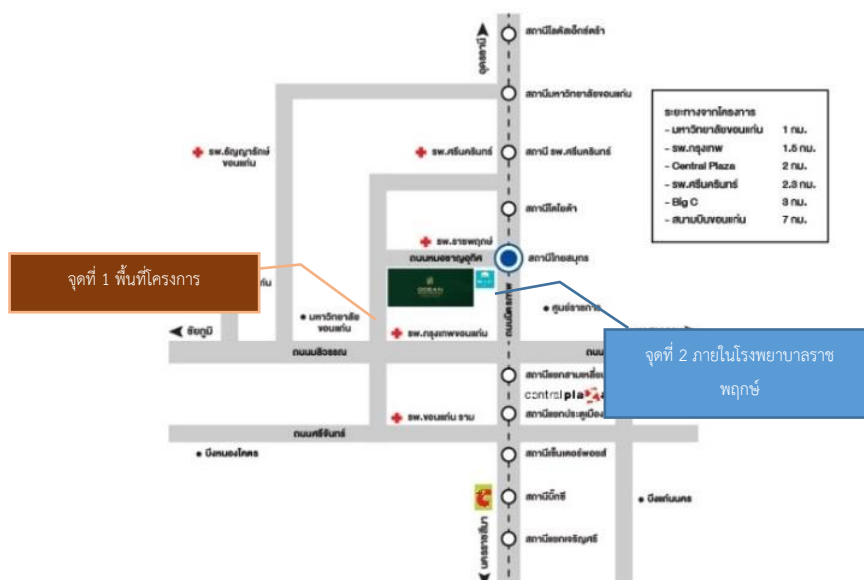 อุดรธานี
สถานีโลตัสเอ็กซ์ตร้า
สถานีมหาวิทยาลัยขอนแก่น
ระยะทางจากโครงการ
- มหาวิทยาลัยขอนแก่น 1 กม.
- รพ.กรุงเทพ 1.5 กม.
- Central Plaza 2 กม.
- รพ.ศรีนครินทร์ 2.3 กม.
- Big C 3 กม.
- สนามบินขอนแก่น 7 กม.
รพ.ธัญญารักษ์
ขอนแก่น
รพ.ศรีนครินทร์
สถานี รพ.ศรีนครินทร์
สถานีโตโยต้า
รพ.ราชพฤกษ์
ถนนหมอชาญอุทิศ
สถานีไทยสมุทร
จุดที่ 1 พื้นที่โครงการ
OCEAN
ถนนมิตรภาพ
• มหาวิทยาลัย
ขอนแก่น
• ศูนย์ราชการ
ชัยภูมิ
รพ.กรุงเทพขอนแก่น
ถนนมะลิวรรณ
ถนน
จุดที่ 2 ภายในโรงพยาบาลราช
พฤกษ์
สถานีแยกสามเหลี่ยม
central plaza
รพ.ขอนแก่น ราม
สถานีแยกประตูเมือง
ถนนศรีจันทร์
• บึงหนองโคตร
สถานีเซ็นเตอร์พอยส์
สถานีบิ๊กซี
• บึงแก่นนคร
สถานีแยกเจริญศรี
นครราชสีมา